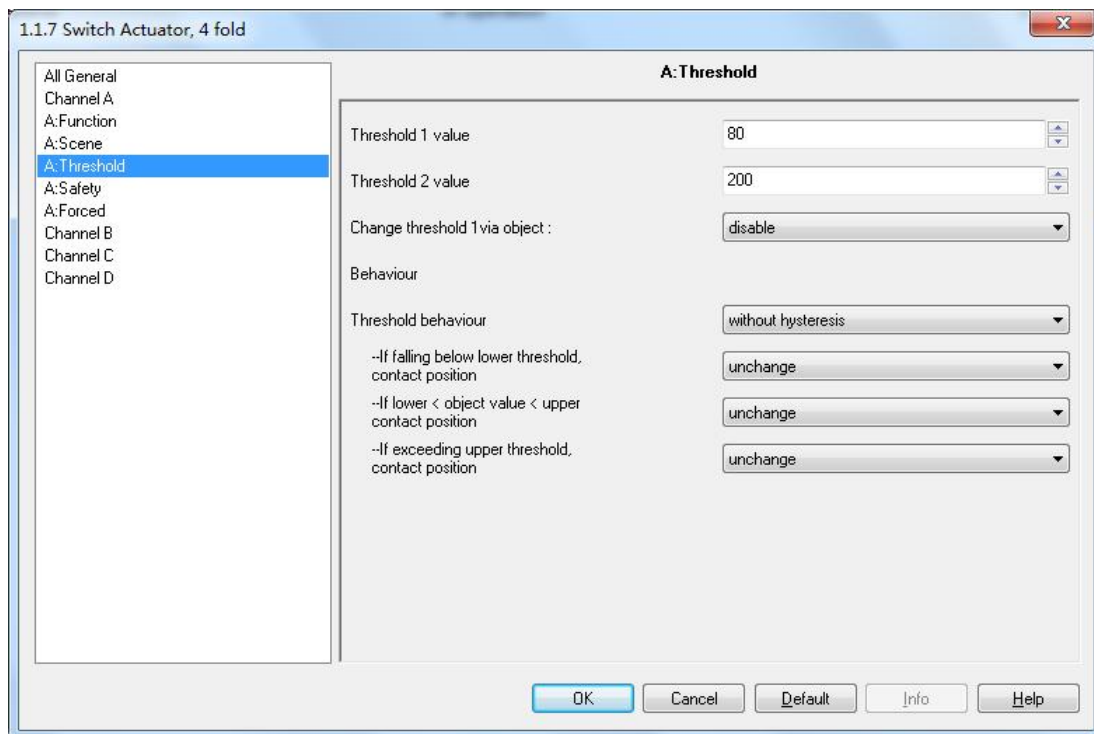 1.1.7 Switch Actuator, 4 fold
All General
Channel A
A:Function
A:Scene
A:Threshold
A:Safety
A:Forced
Channel B
Channel C
Channel D
A:Threshold
Threshold 1 value
80
Threshold 2 value
200
Change threshold 1via object :
disable
Behaviour
Threshold behaviour
without hysteresis
--If falling below lower threshold,
contact position
unchange
--If lower < object value < upper
contact position
unchange
--If exceeding upper threshold,
contact position
unchange
OK
Cancel
Default
Info
Help